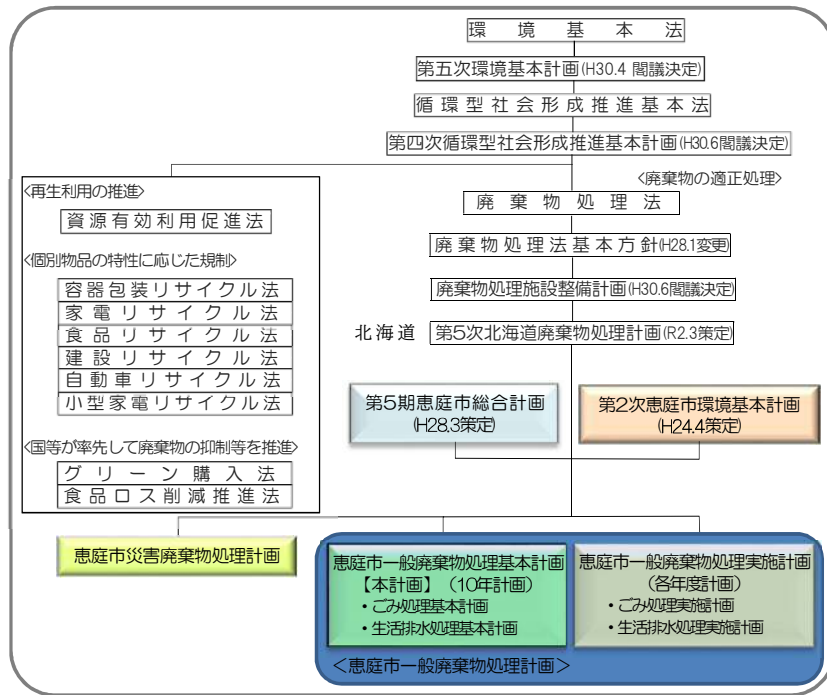 環境基本法
第五次環境基本計画(H30.4 閣議決定)
循環型社会形成推進基本法
第四次循環型社会形成推進基本計画(H30.6閣議決定)
<再生利用の推進>
資源有効利用促進法
<個別物品の特性に応じた規制>
容器包装リサイクル法
家電リサイクル法
食品リサイクル法
建設リサイクル法
自動車リサイクル法
小型家電リサイクル法
<国等が率先して廃棄物の抑制等を推進>
グリーン購入法
食品ロス削減推進法
<廃棄物の適正処理>
廃棄物処理法
廃棄物処理法基本方針(H28.1変更)
廃棄物処理施設整備計画(H30.6閣議決定)
北海道 第5次北海道廃棄物処理計画(R2.3策定)
第5期恵庭市総合計画
(H28.3策定)
第2次恵庭市環境基本計画
(H24.4策定)
恵庭市災害廃棄物処理計画
恵庭市一般廃棄物処理基本計画
【本計画】(10年計画)
・ごみ処理基本計画
・生活排水処理基本計画
恵庭市一般廃棄物処理実施計画
(各年度計画)
・ごみ処理実施計画
・生活排水処理実施計画
<恵庭市一般廃棄物処理計画>